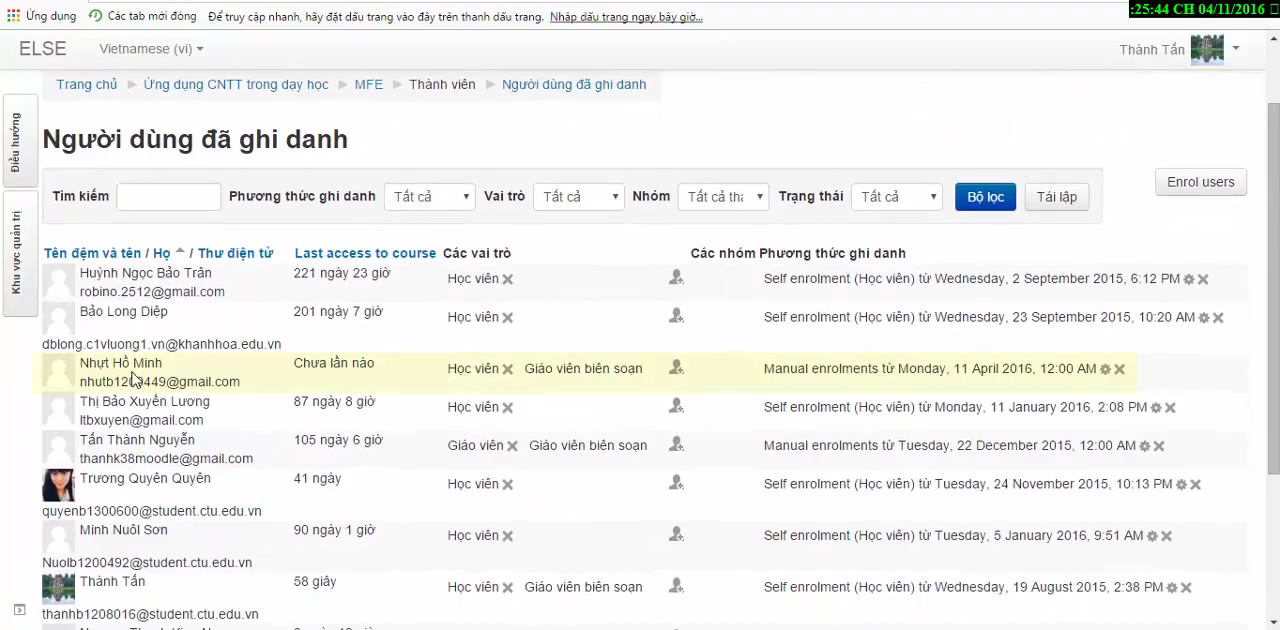 Ứng dụng Các tab mới đóng Để truy cập nhanh, hãy đặt dấu trang vào đây trên thanh dấu trang. Nhập dấu trang ngay bây giờ...
:25:44 CH 04/11/2016
ELSE Vietnamese (vi) Thành Tấn
Trang chủ Ứng dụng CNTT trong dạy học MFE Thành viên Người dùng đã ghi danh
Điều hướng
Khu vực quản trị
Người dùng đã ghi danh
Enrol users
Tìm kiếm Phương thức ghi danh Tất cả Vai trò Tất cả Nhóm Tất cả thà Trạng thái Tất cả Bộ lọc Tái lập
Tên đệm và tên / Họ / Thư điện tử Last access to course Các vai trò Các nhóm Phương thức ghi danh
Huỳnh Ngọc Bảo Trân 221 ngày 23 giờ Học viên Self enrolment (Học viên) từ Wednesday, 2 September 2015, 6:12 PM
robino.2512@gmail.com
Bảo Long Diệp 201 ngày 7 giờ Học viên Self enrolment (Học viên) từ Wednesday, 23 September 2015, 10:20 AM
dblong.c1vluong1.vn@khanhhoa.edu.vn
Nhựt Hồ Minh Chưa lần nào Học viên Giáo viên biên soạn Manual enrolments từ Monday, 11 April 2016, 12:00 AM
Thị Bảo Xuyến Lương 87 ngày 8 giờ Học viên Self enrolment (Học viên) từ Monday, 11 January 2016, 2:08 PM
ltbxuyen@gmail.com
Tấn Thành Nguyễn 105 ngày 6 giờ Giáo viên Giáo viên biên soạn Manual enrolments từ Tuesday, 22 December 2015, 12:00 AM
thanhk38moodle@gmail.com
Trương Quyên Quyên 41 ngày Học viên Self enrolment (Học viên) từ Tuesday, 24 November 2015, 10:13 PM
quyenb1300600@student.ctu.edu.vn
Minh Nuôl Sơn 90 ngày 1 giờ Học viên Self enrolment (Học viên) từ Tuesday, 5 January 2016, 9:51 AM
Nuolb1200492@student.ctu.edu.vn
Thành Tấn 58 giây Học viên Giáo viên biên soạn Self enrolment (Học viên) từ Wednesday, 19 August 2015, 2:38 PM
thanhb1208016@student.ctu.edu.vn